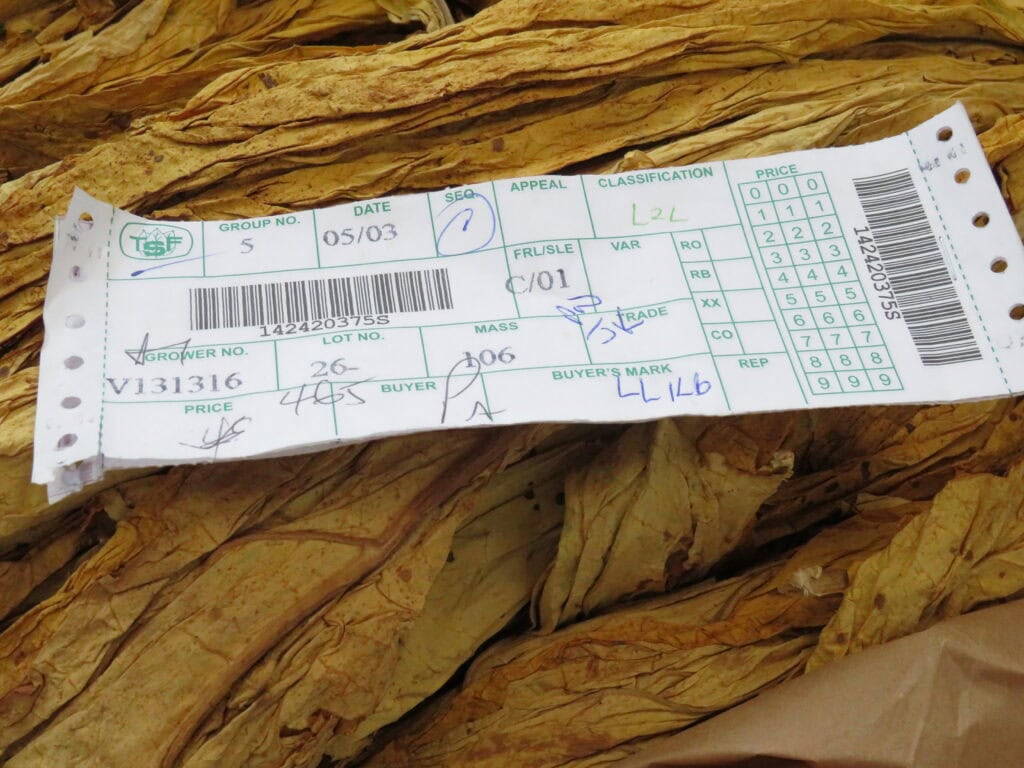 TSF
GROUP NO. 5
DATE 05/03
SEQ.
APPEAL
CLASSIFICATION L2L
PRICE
142420375S
FRL/SLE C/01
VAR
RO
RB
XX
CO
REP
GROWER NO. V131316
LOT NO. 26-
MASS 106
TRADE
PRICE
465
BUYER
BUYER'S MARK
0 0 0
1 1 1
2 2 2
3 3 3
4 4 4
5 5 5
6 6 6
7 7 7
8 8 8
9 9 9
142420375S